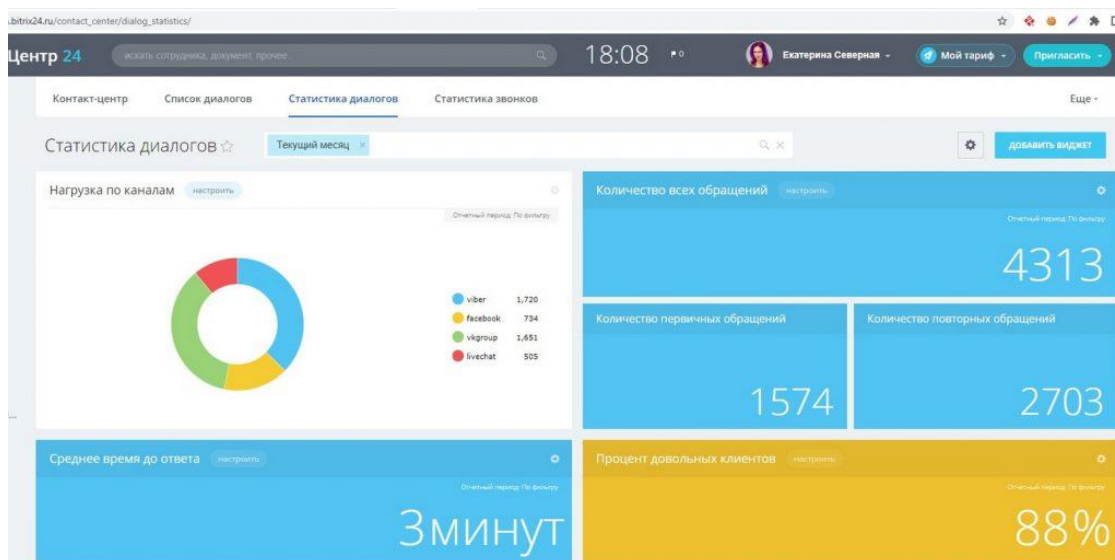 .bitrix24.ru/contact_center/dialog_statistics/
Центр 24
искать сотрудника, документ, прочее...
18:08
0
Екатерина Северная
Мой тариф
Пригласить
Контакт-центр
Список диалогов
Статистика диалогов
Статистика звонков
Еще
Статистика диалогов
Текущий месяц
ДОБАВИТЬ ВИДЖЕТ
Нагрузка по каналам
настроить
Отчетный период: По фильтру
viber 1,720
facebook 734
vkgroup 1,651
livechat 505
Количество всех обращений
настроить
Отчетный период: По фильтру
4313
Количество первичных обращений
1574
Количество повторных обращений
2703
Среднее время до ответа
настроить
Отчетный период: По фильтру
3минут
Процент довольных клиентов
настроить
Отчетный период: По фильтру
88%